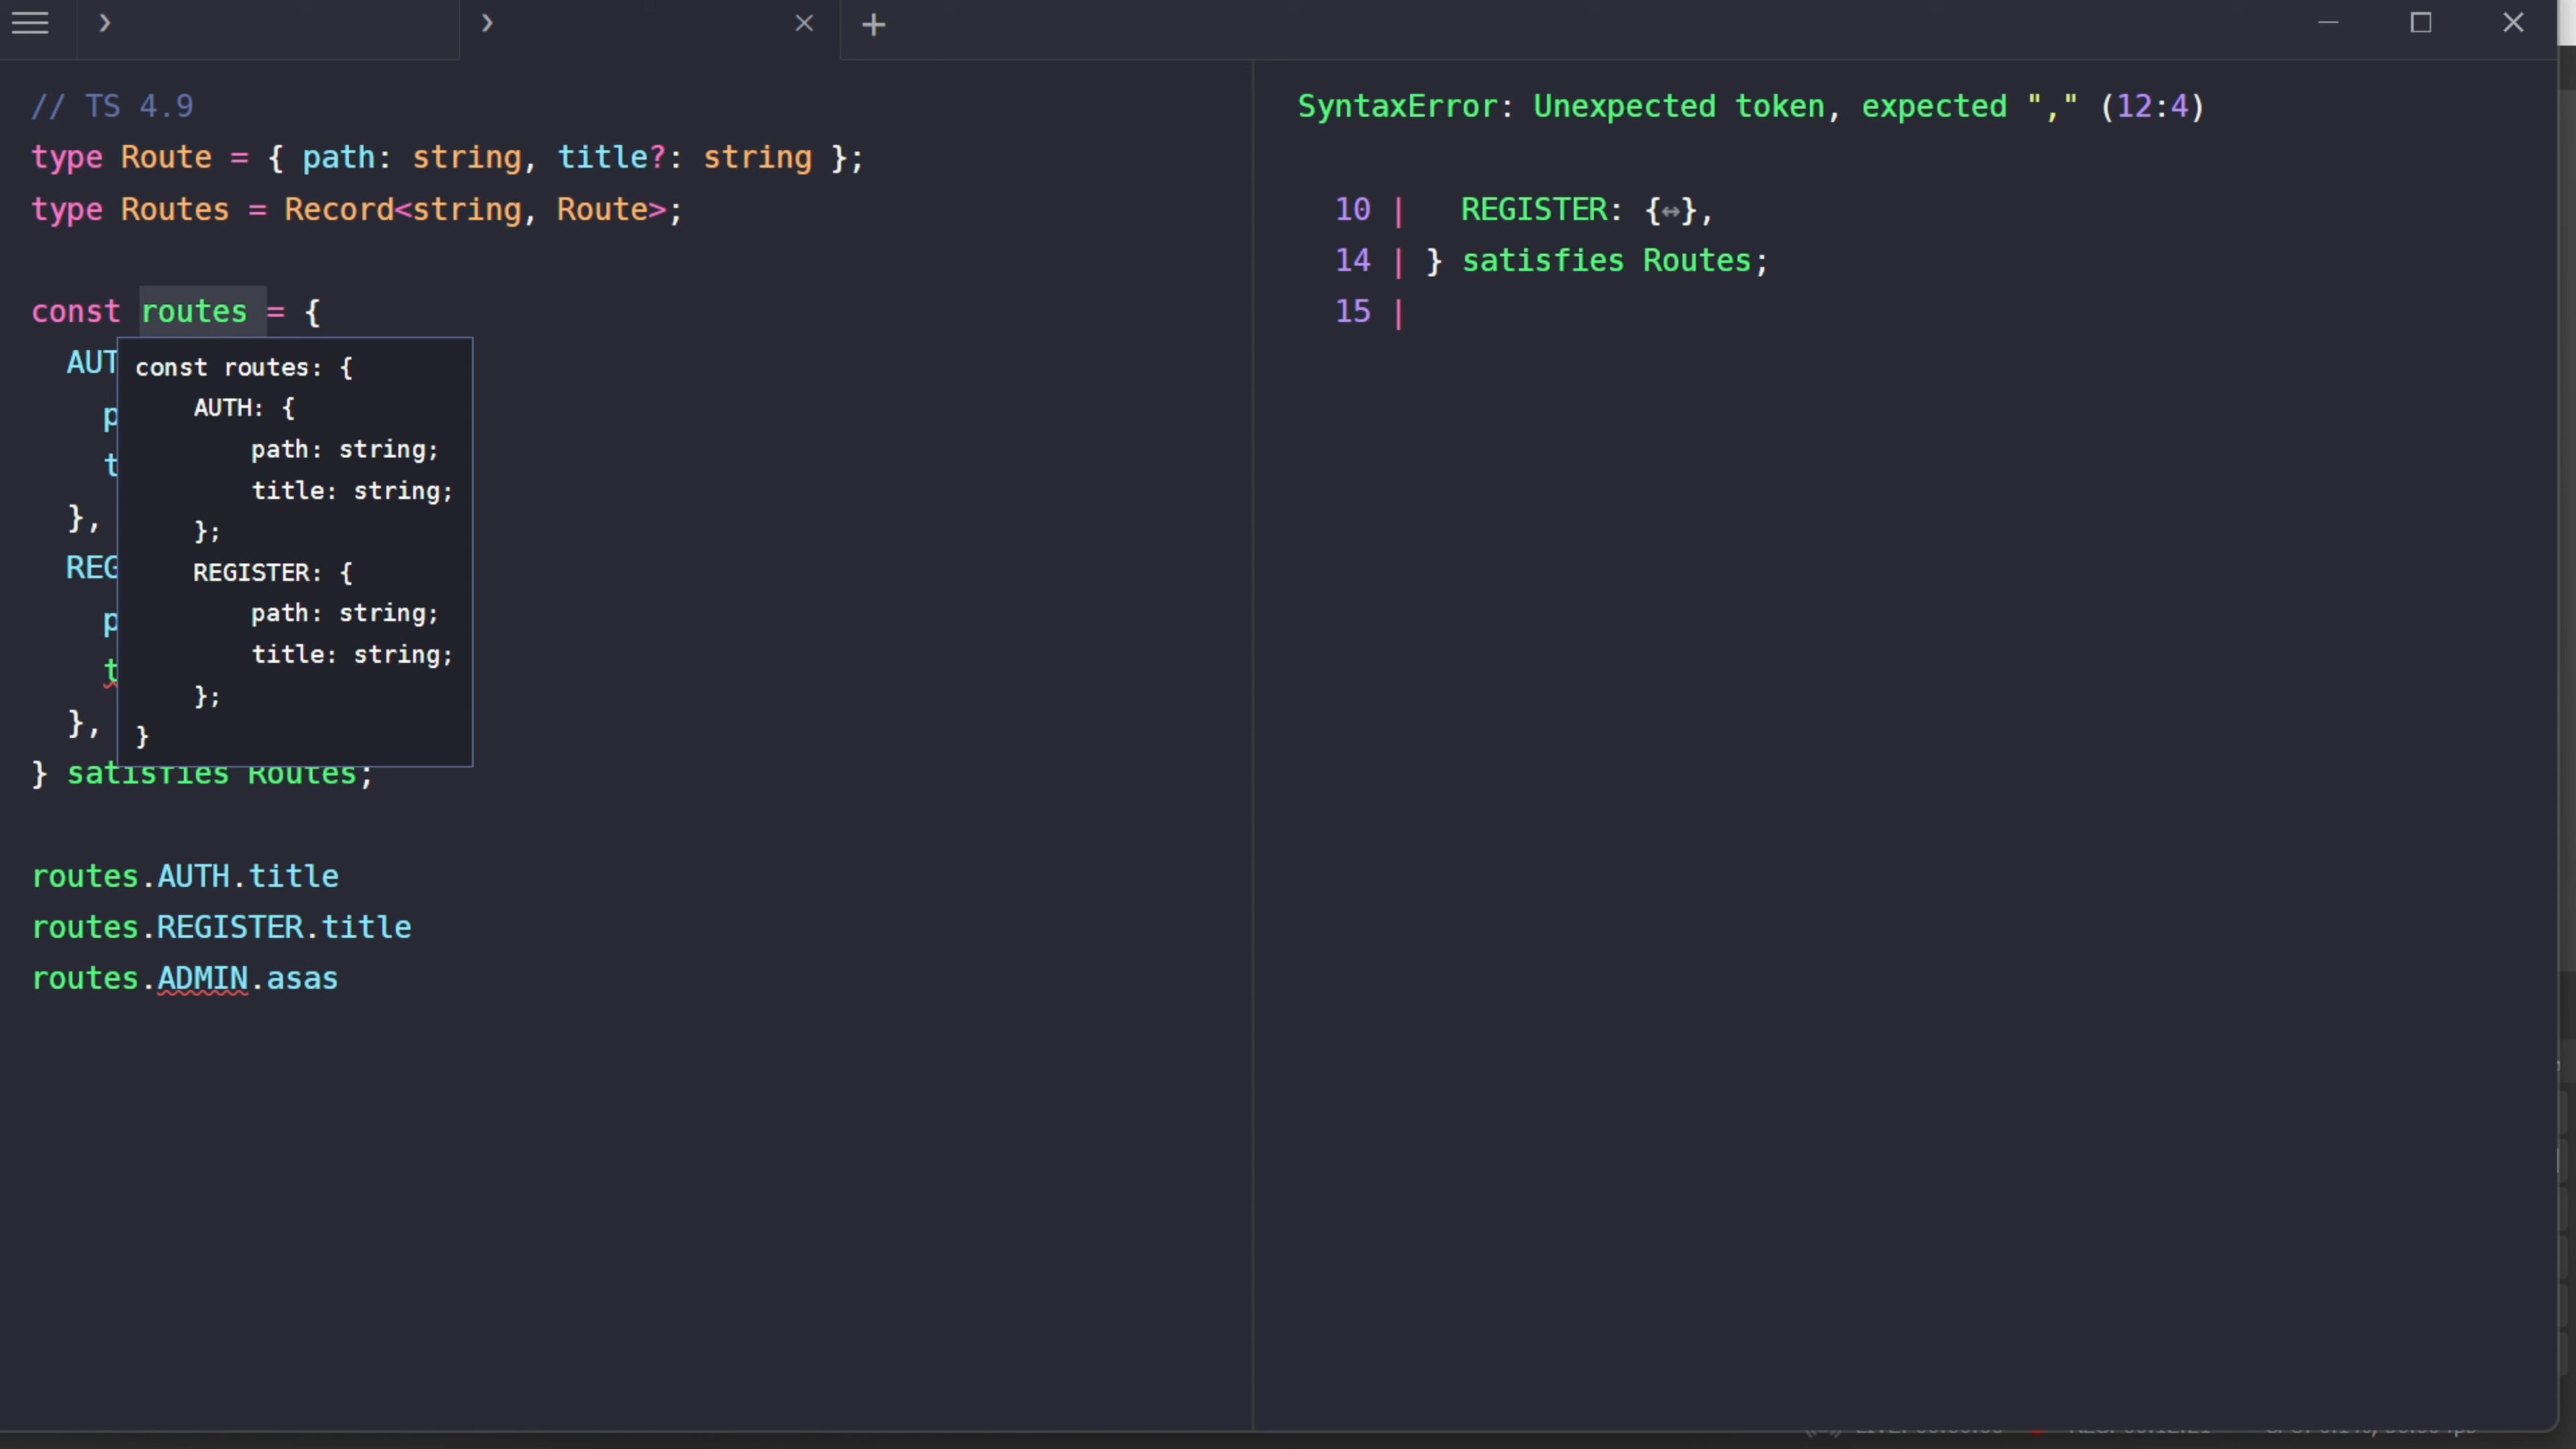 // TS 4.9
type Route = { path: string, title?: string };
type Routes = Record<string, Route>;
const routes = {
AUT
p
t
},
REG
p
t
},
} satisfies Routes;
const routes: {
AUTH: {
path: string;
title: string;
};
REGISTER: {
path: string;
title: string;
};
}
routes.AUTH.title
routes.REGISTER.title
routes.ADMIN.asas
SyntaxError: Unexpected token, expected "," (12:4)
10 | REGISTER: {↔},
14 | } satisfies Routes;
15 |